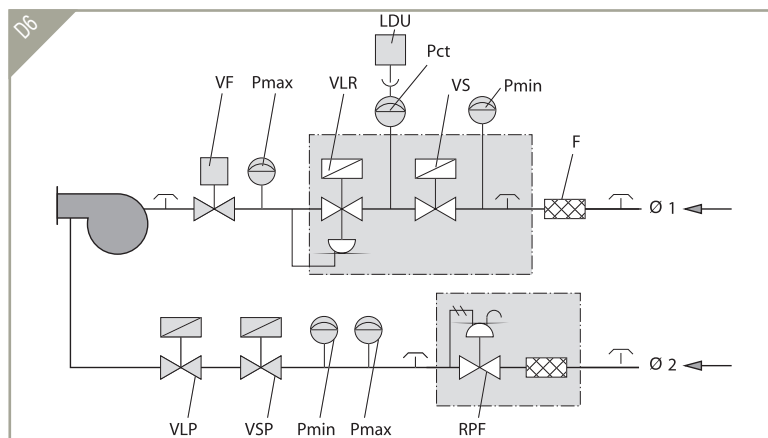 D6
LDU
Pct
VF Pmax VLR VS Pmin
F
Ø 1
Ø 2
VLP VSP Pmin Pmax RPF